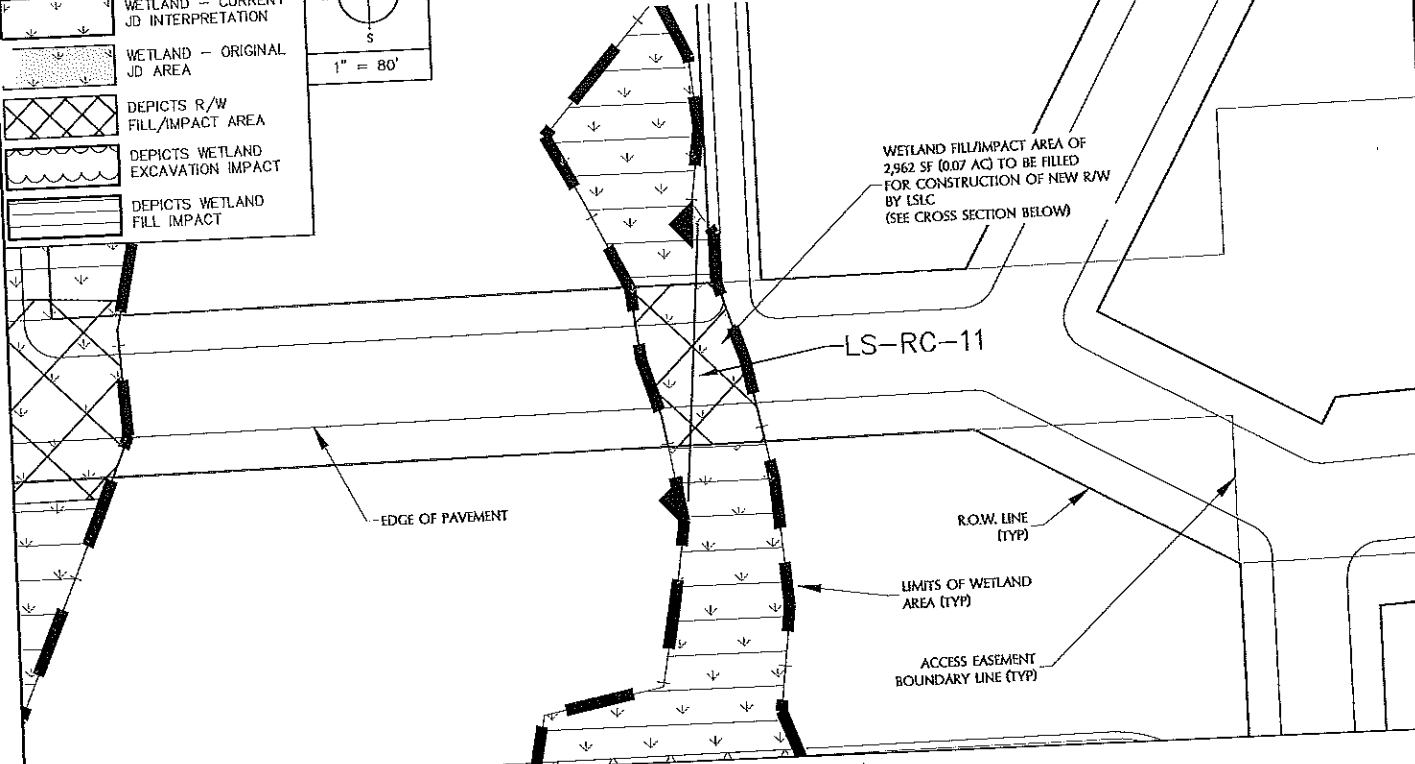 WETLAND - CURRENT
JD INTERPRETATION
WETLAND - ORIGINAL
JD AREA
DEPICTS R/W
FILL/IMPACT AREA
DEPICTS WETLAND
EXCAVATION IMPACT
DEPICTS WETLAND
FILL IMPACT
S
1" = 80'
WETLAND FILL/IMPACT AREA OF
2,962 SF (0.07 AC) TO BE FILLED
FOR CONSTRUCTION OF NEW R/W
BY LSLC
(SEE CROSS SECTION BELOW)
LS-RC-11
EDGE OF PAVEMENT
R.O.W. LINE
(TYP)
LIMITS OF WETLAND
AREA (TYP)
ACCESS EASEMENT
BOUNDARY LINE (TYP)